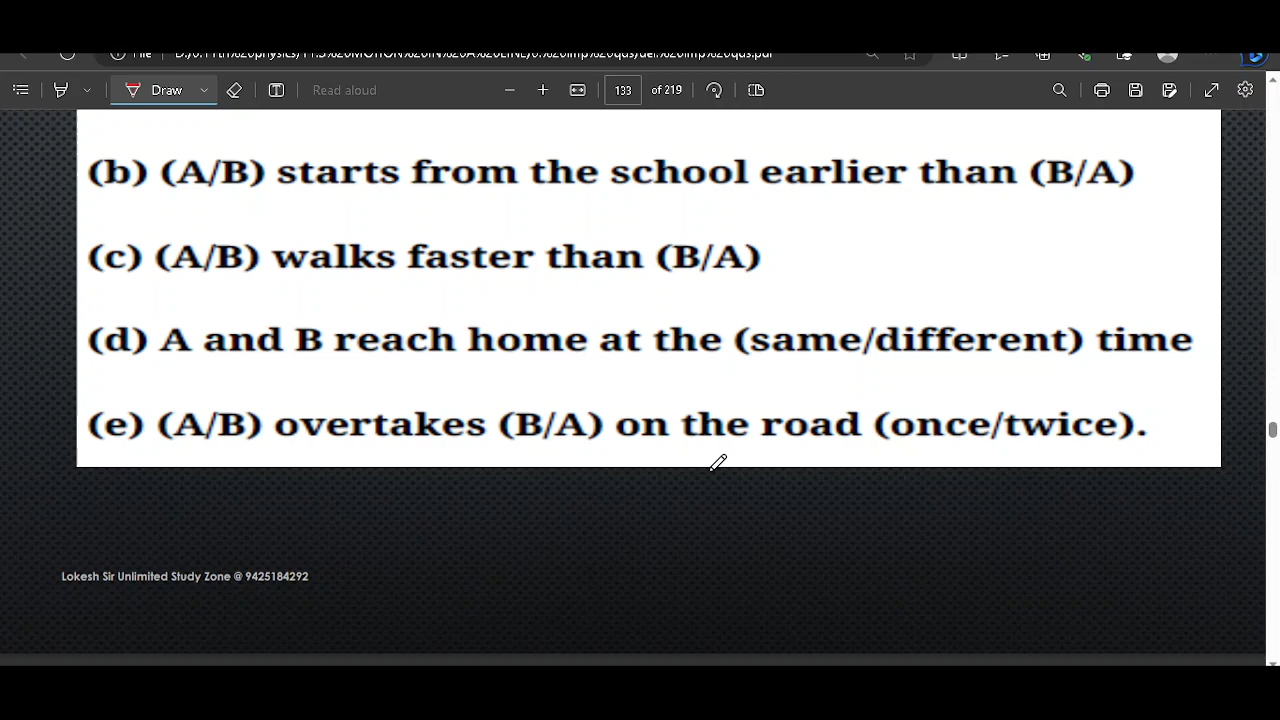 Draw
Read aloud
133 of 219
(b) (A/B) starts from the school earlier than (B/A)
(c) (A/B) walks faster than (B/A)
(d) A and B reach home at the (same/different) time
(e) (A/B) overtakes (B/A) on the road (once/twice).
Lokesh Sir Unlimited Study Zone @ 9425184292